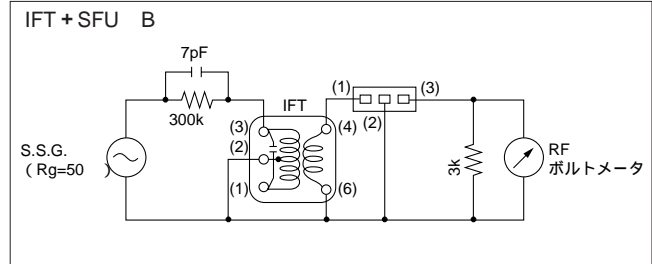 IFT + SFU B
7pF
300k
IFT
(1)
(3)
(2)
(3)
(4)
(2)
(1)
(6)
S.S.G.
( Rg=50 )
3k
RF
ボルトメータ